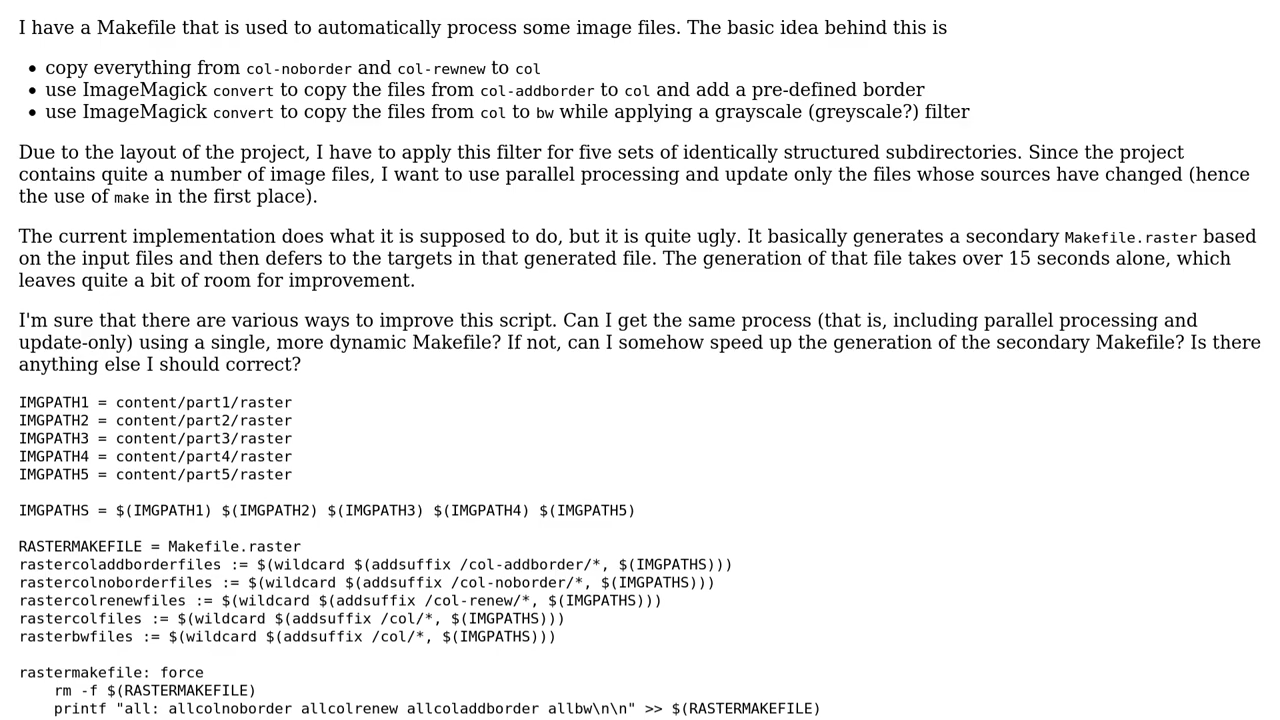 I have a Makefile that is used to automatically process some image files. The basic idea behind this is
• copy everything from col-noborder and col-rewnew to col
• use ImageMagick convert to copy the files from col-addborder to col and add a pre-defined border
• use ImageMagick convert to copy the files from col to bw while applying a grayscale (greyscale?) filter
Due to the layout of the project, I have to apply this filter for five sets of identically structured subdirectories. Since the project
contains quite a number of image files, I want to use parallel processing and update only the files whose sources have changed (hence
the use of make in the first place).
The current implementation does what it is supposed to do, but it is quite ugly. It basically generates a secondary Makefile.raster based
on the input files and then defers to the targets in that generated file. The generation of that file takes over 15 seconds alone, which
leaves quite a bit of room for improvement.
I'm sure that there are various ways to improve this script. Can I get the same process (that is, including parallel processing and
update-only) using a single, more dynamic Makefile? If not, can I somehow speed up the generation of the secondary Makefile? Is there
anything else I should correct?
IMGPATH1 = content/part1/raster
IMGPATH2 = content/part2/raster
IMGPATH3 = content/part3/raster
IMGPATH4 = content/part4/raster
IMGPATH5 = content/part5/raster
IMGPATHS = $(IMGPATH1) $(IMGPATH2) $(IMGPATH3) $(IMGPATH4) $(IMGPATH5)
RASTERMAKEFILE = Makefile.raster
rastercoladdborderfiles := $(wildcard $(addsuffix /col-addborder/*, $(IMGPATHS)))
rastercolnoborderfiles := $(wildcard $(addsuffix /col-noborder/*, $(IMGPATHS)))
rastercolrenewfiles := $(wildcard $(addsuffix /col-renew/*, $(IMGPATHS)))
rastercolfiles := $(wildcard $(addsuffix /col/*, $(IMGPATHS)))
rasterbwfiles := $(wildcard $(addsuffix /col/*, $(IMGPATHS)))
rastermakefile: force
    rm -f $(RASTERMAKEFILE)
    printf "all: allcolnoborder allcolrenew allcoladdborder allbw\n\n" >> $(RASTERMAKEFILE)